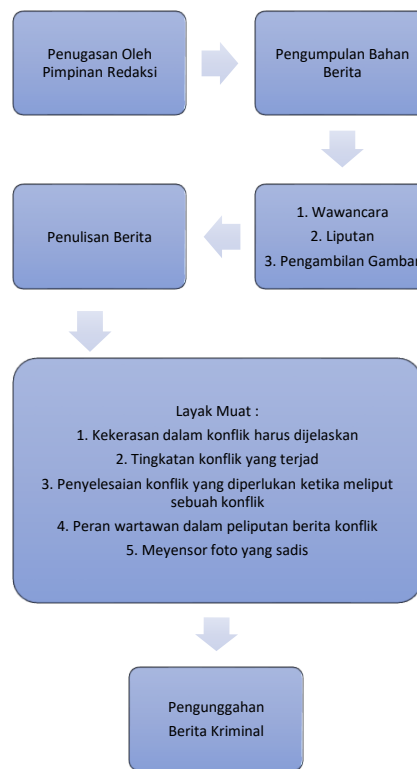 Penugasan Oleh
Pimpinan Redaksi
Pengumpulan Bahan
Berita
1. Wawancara
2. Liputan
3. Pengambilan Gambar
Penulisan Berita
Layak Muat :
1. Kekerasan dalam konflik harus dijelaskan
2. Tingkatan konflik yang terjad
3. Penyelesaian konflik yang diperlukan ketika meliput
sebuah konflik
4. Peran wartawan dalam peliputan berita konflik
5. Meyensor foto yang sadis
Pengunggahan
Berita Kriminal